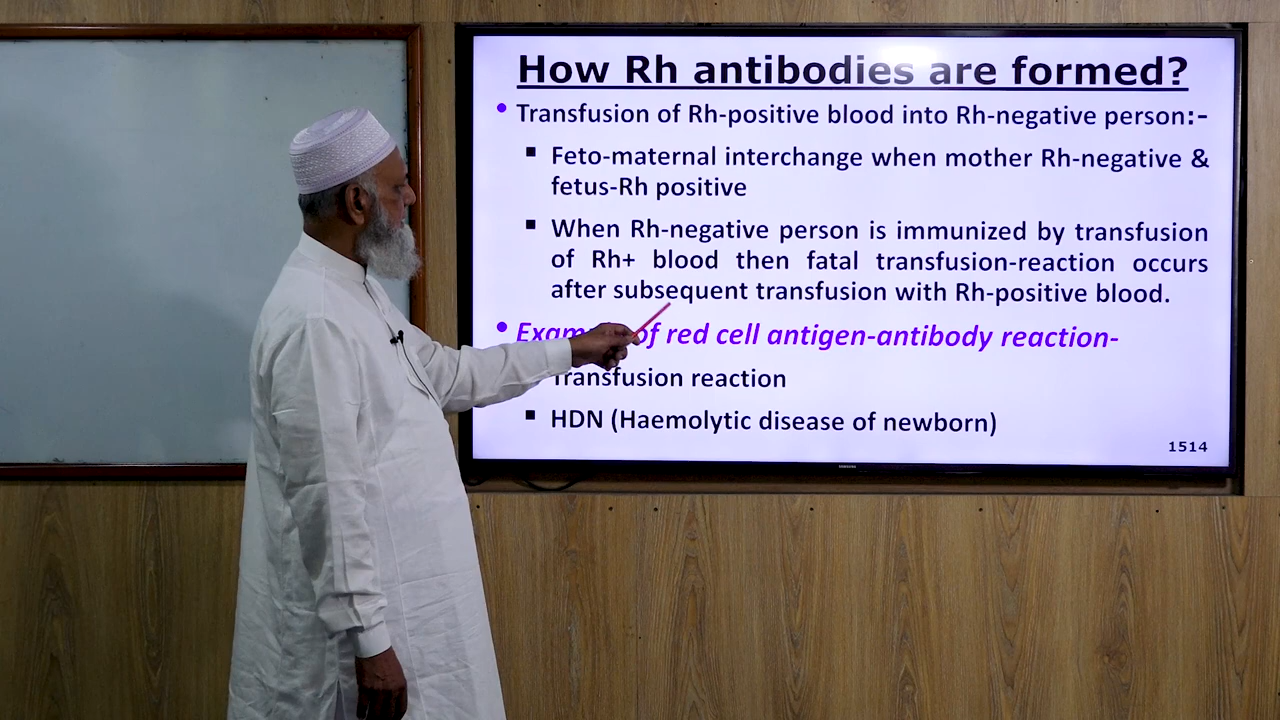 How Rh antibodies are formed?
• Transfusion of Rh-positive blood into Rh-negative person:-
▪ Feto-maternal interchange when mother Rh-negative &
fetus-Rh positive
▪ When Rh-negative person is immunized by transfusion
of Rh+ blood then fatal transfusion-reaction occurs
after subsequent transfusion with Rh-positive blood.
• of red cell antigen-antibody reaction-
Transfusion reaction
▪ HDN (Haemolytic disease of newborn)
1514
SAMSUNG